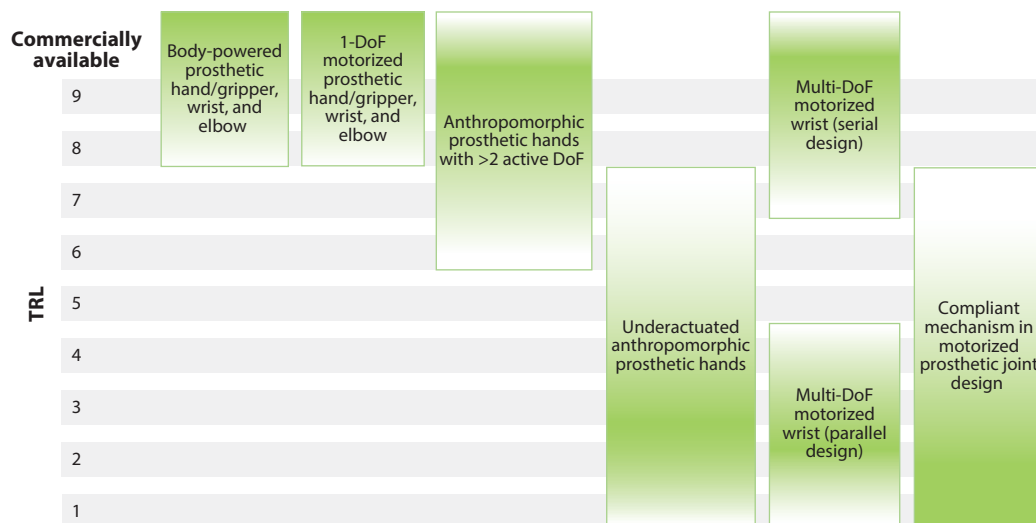 Commercially
available
9
8
7
6
5
4
3
2
1
TRL
Body-powered
prosthetic
hand/gripper,
wrist, and
elbow
1-DoF
motorized
prosthetic
hand/gripper,
wrist, and
elbow
Anthropomorphic
prosthetic hands
with >2 active DoF
Underactuated
anthropomorphic
prosthetic hands
Multi-DoF
motorized
wrist (serial
design)
Multi-DoF
motorized
wrist (parallel
design)
Compliant
mechanism in
motorized
prosthetic joint
design